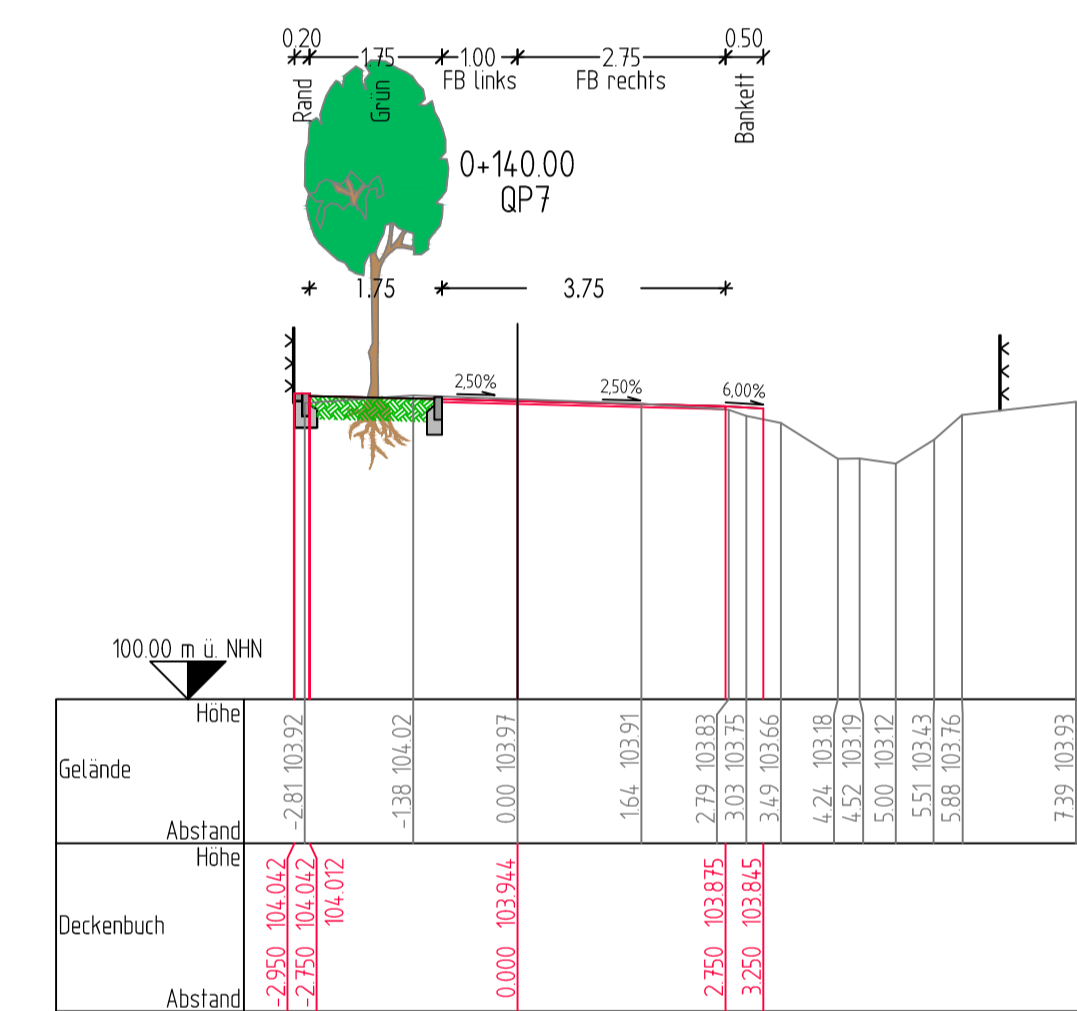 0.20 1.75 1.00 2.75 0.50
Rand Grün FB links FB rechts Bankett
0+140.00
QP7
1.75 3.75
2,50% 2,50% 6,00%
100.00 m ü. NHN
Höhe
Gelände
Abstand
-2.81 103.92
-1.38 104.02
0.00 103.97
1.64 103.91
2.79 103.83
3.03 103.75
3.49 103.66
4.24 103.18
4.52 103.19
5.00 103.12
5.51 103.43
5.88 103.76
7.39 103.93
Höhe
Deckenbuch
Abstand
-2.950 104.042
-2.750 104.042
104.012
0.000 103.944
2.750 103.875
3.250 103.845